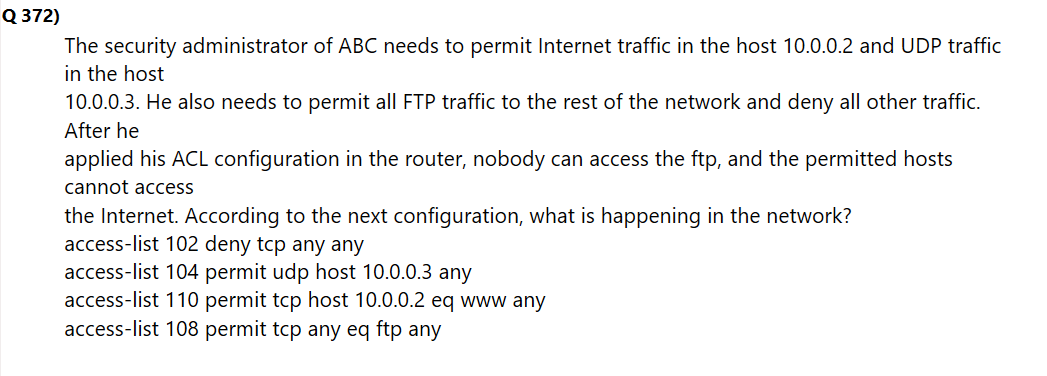 Q 372)
The security administrator of ABC needs to permit Internet traffic in the host 10.0.0.2 and UDP traffic
in the host
10.0.0.3. He also needs to permit all FTP traffic to the rest of the network and deny all other traffic.
After he
applied his ACL configuration in the router, nobody can access the ftp, and the permitted hosts
cannot access
the Internet. According to the next configuration, what is happening in the network?
access-list 102 deny tcp any any
access-list 104 permit udp host 10.0.0.3 any
access-list 110 permit tcp host 10.0.0.2 eq www any
access-list 108 permit tcp any eq ftp any